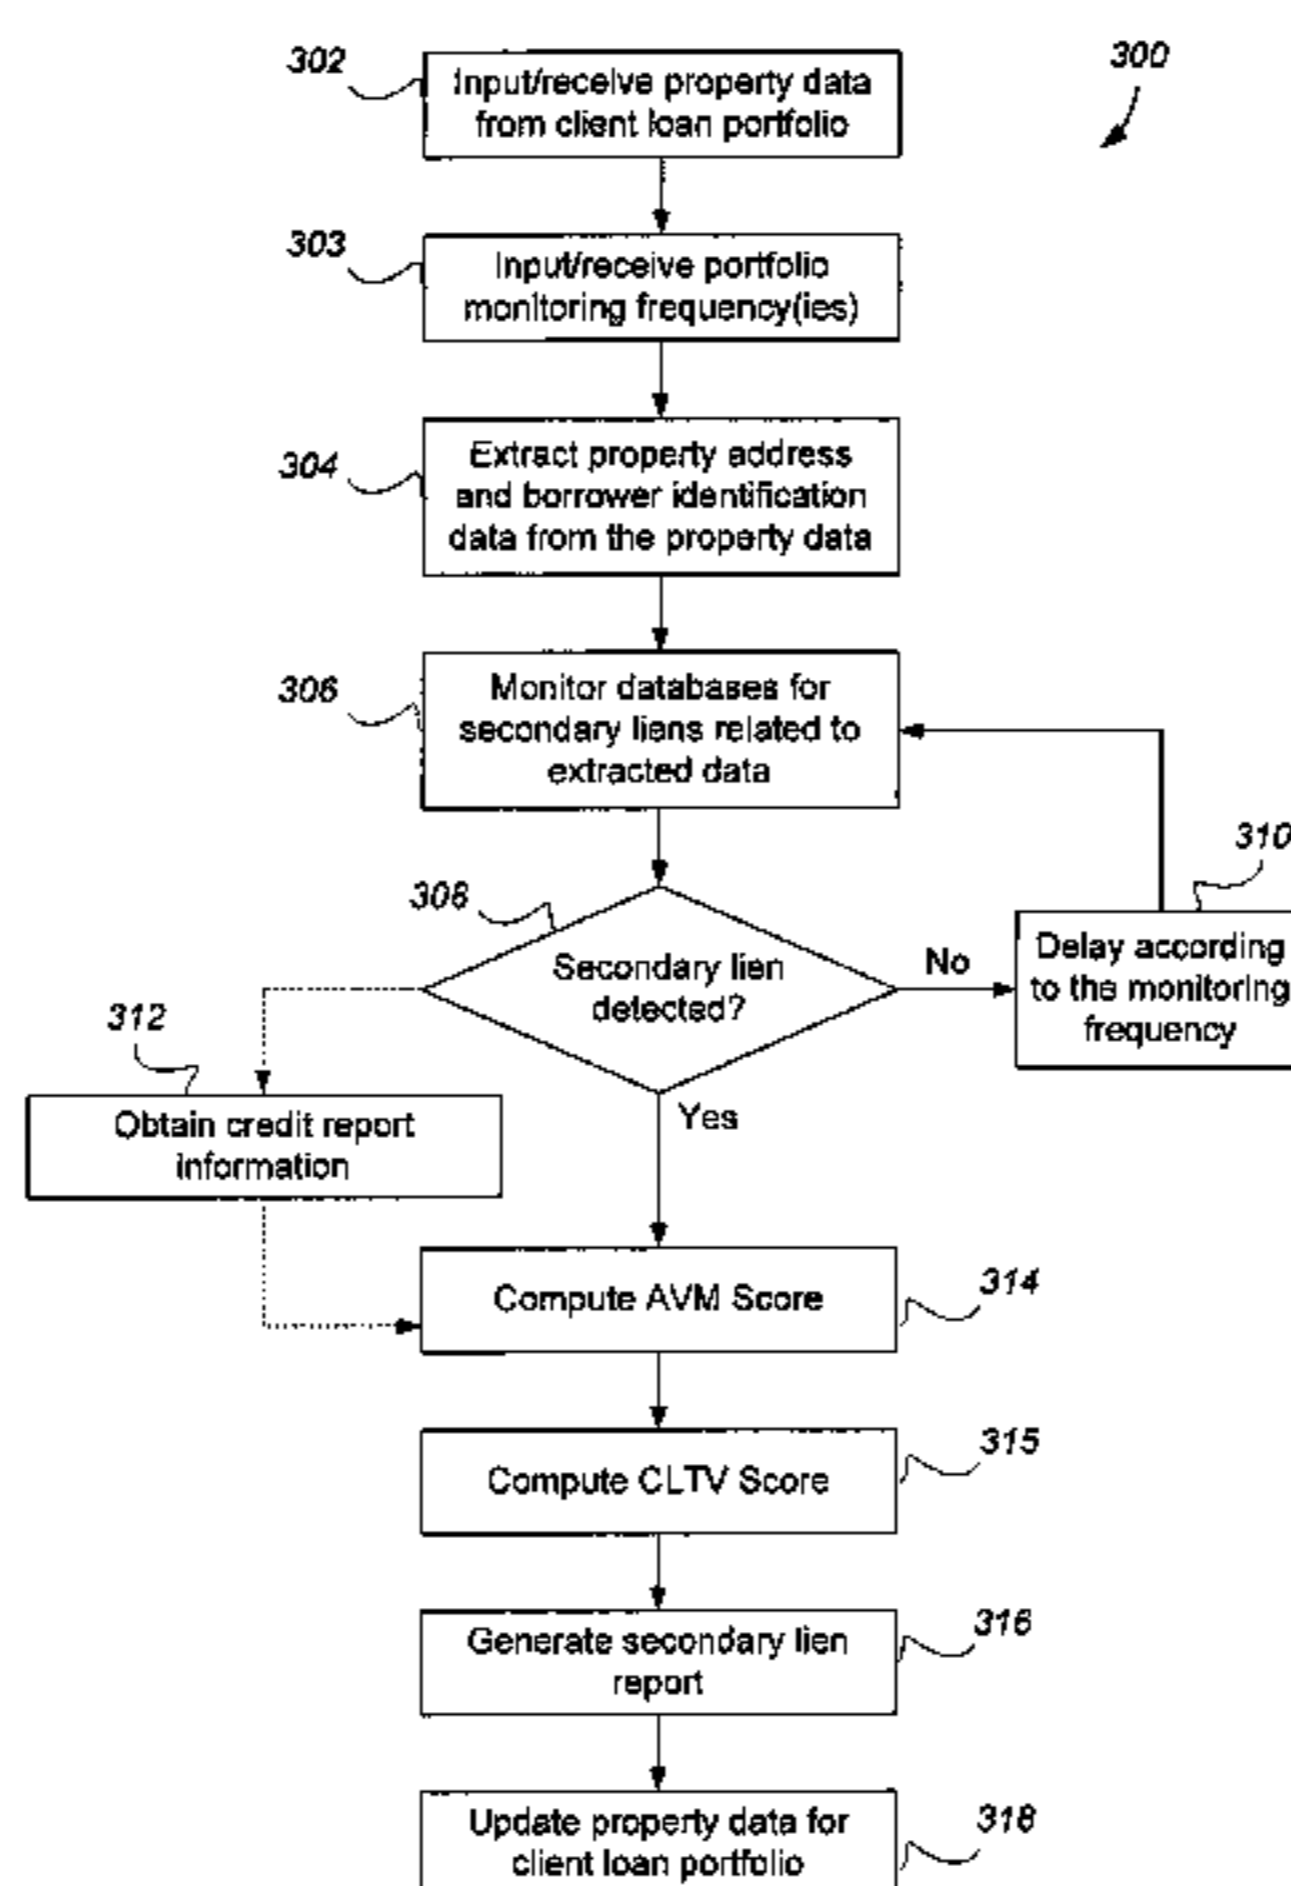 302
300
Input/receive property data
from client loan portfolio
303
Input/receive portfolio
monitoring frequency(ies)
304
Extract property address
and borrower identification
data from the property data
306
Monitor databases for
secondary liens related to
extracted data
310
308
Secondary lien
detected?
No
Delay according
to the monitoring
frequency
312
Yes
Obtain credit report
information
314
Compute AVM Score
315
Compute CLTV Score
316
Generate secondary lien
report
318
Update property data for
client loan portfolio